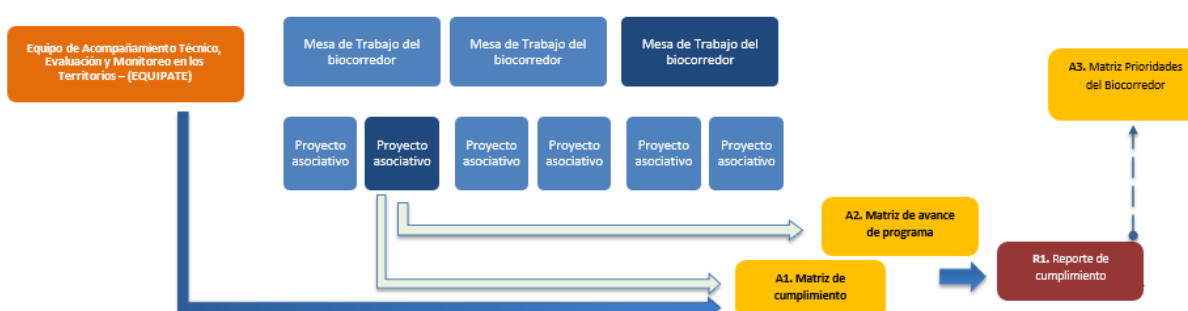 Equipo de Acompañamiento Técnico,
Evaluación y Monitoreo en los
Territorios – (EQUIPATE)
Mesa de Trabajo del
biocorredor
Mesa de Trabajo del
biocorredor
Mesa de Trabajo del
biocorredor
A3. Matriz Prioridades
del Biocorredor
Proyecto
asociativo
Proyecto
asociativo
Proyecto
asociativo
Proyecto
asociativo
Proyecto
asociativo
Proyecto
asociativo
A2. Matriz de avance
de programa
R1. Reporte de
cumplimiento
A1. Matriz de
cumplimiento